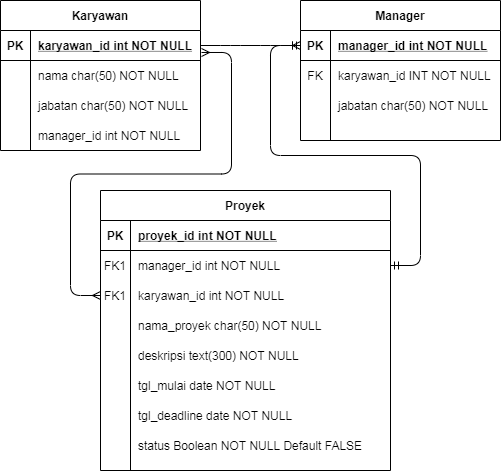 Karyawan
PK karyawan_id int NOT NULL
nama char(50) NOT NULL
jabatan char(50) NOT NULL
manager_id int NOT NULL
Manager
PK manager_id int NOT NULL
FK karyawan_id INT NOT NULL
jabatan char(50) NOT NULL
Proyek
PK proyek_id int NOT NULL
FK1 manager_id int NOT NULL
FK1 karyawan_id int NOT NULL
nama_proyek char(50) NOT NULL
deskripsi text(300) NOT NULL
tgl_mulai date NOT NULL
tgl_deadline date NOT NULL
status Boolean NOT NULL Default FALSE